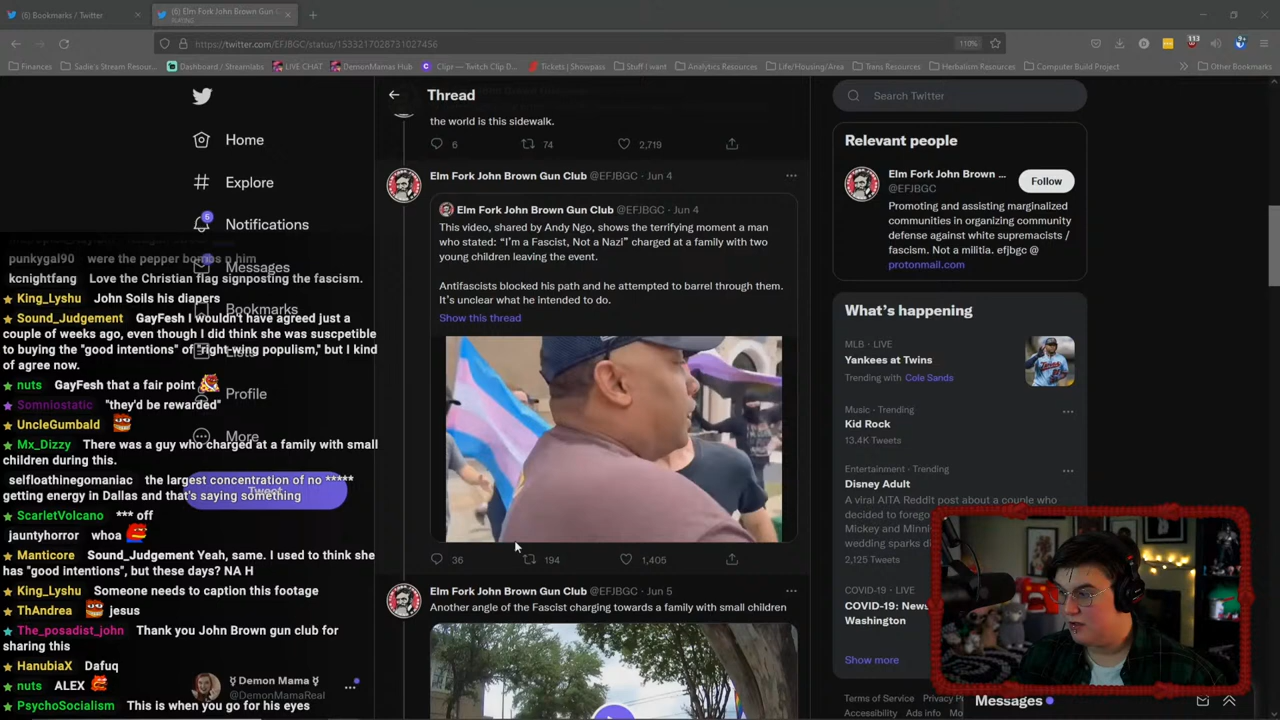 (6) Bookmarks / Twitter
(6) Elm Fork John Brown Gun C
PLAYING
https://twitter.com/EFJBGC/status/1533217028731027456
110%
113
Finances
Sadie's Stream Resour...
Dashboard / Streamlabs
LIVE CHAT
DemonMamas Hub
Clipr — Twitch Clip D...
Tickets | Showpass
Stuff I want
Analytics Resources
Life/Housing/Area
Trans Resources
Herbalism Resources
Computer Build Project
Other Bookmarks
Home
Explore
6
Notifications
Messages
Bookmarks
Lists
Profile
More
Tweet
punkygal90 were the pepper bombs n him
kcnightfang Love the Christian flag signposting the fascism.
King_Lyshu John Soils his diapers
Sound_Judgement GayFesh I wouldn't have agreed just a
couple of weeks ago, even though I did think she was suscpetible
to buying the "good intentions" of "right-wing populism," but I kind
of agree now.
nuts GayFesh that a fair point
Somniostatic "they'd be rewarded"
UncleGumbald
Mx_Dizzy There was a guy who charged at a family with small
children during this.
selfloathinegomaniac the largest concentration of no *****
getting energy in Dallas and that's saying something
ScarletVolcano *** off
jauntyhorror whoa
Manticore Sound_Judgement Yeah, same. I used to think she
has "good intentions", but these days? NA H
King_Lyshu Someone needs to caption this footage
ThAndrea jesus
The_posadist_john Thank you John Brown gun club for
sharing this
HanubiaX Dafuq
nuts ALEX
PsychoSocialism This is when you go for his eyes
☿ Demon Mama ☿
@DemonMamaReal
Thread
the world is this sidewalk.
6 74 2,719
Elm Fork John Brown Gun Club @EFJBGC · Jun 4
Elm Fork John Brown Gun Club @EFJBGC · Jun 4
This video, shared by Andy Ngo, shows the terrifying moment a man
who stated: "I'm a Fascist, Not a Nazi" charged at a family with two
young children leaving the event.
Antifascists blocked his path and he attempted to barrel through them.
It's unclear what he intended to do.
Show this thread
36 194 1,405
Elm Fork John Brown Gun Club @EFJBGC · Jun 5
Another angle of the Fascist charging towards a family with small children
Search Twitter
Relevant people
Elm Fork John Brown ...
@EFJBGC
Follow
Promoting and assisting marginalized
communities in organizing community
defense against white supremacists /
fascism. Not a militia. efjbgc @
protonmail.com
What's happening
MLB · LIVE
Yankees at Twins
Trending with Cole Sands
Music · Trending
Kid Rock
13.4K Tweets
Entertainment · Trending
Disney Adult
A viral AITA Reddit post about a couple who
decided to forego
Mickey and Minni
wedding sparks d
2,125 Tweets
COVID-19 · LIVE
COVID-19: New
Washington
Show more
Terms of Service Privacy P
Accessibility Ads info M
Messages